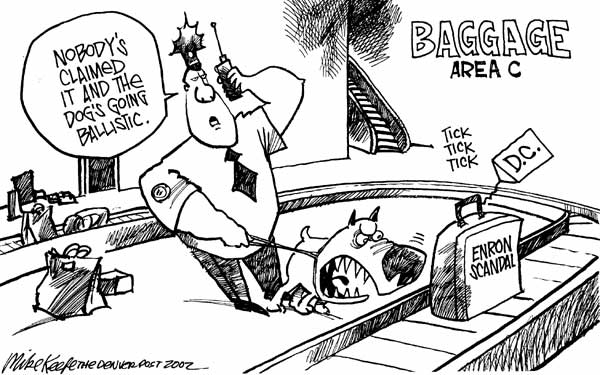 BAGGAGE
AREA C
NOBODY'S
CLAIMED
IT AND THE
DOG'S GOING
BALLISTIC.
TICK
TICK
TICK
D.C.
ENRON
SCANDAL
MIKE KEEFE THE DENVER POST 2002